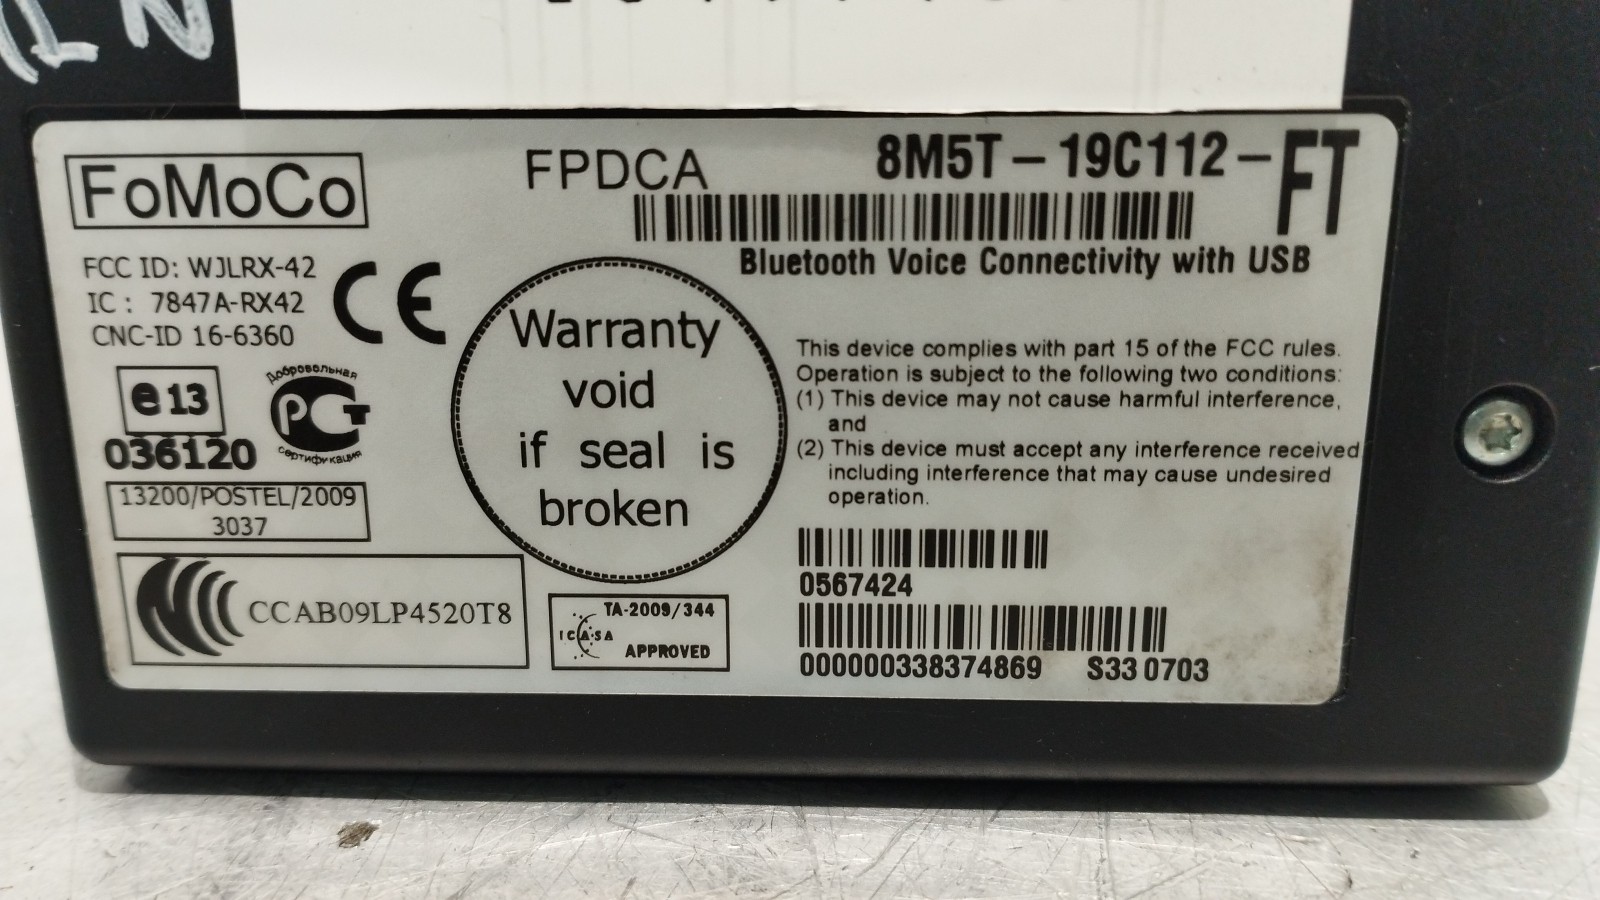 FoMoCo
FPDCA
8M5T-19C112-FT
Bluetooth Voice Connectivity with USB
FCC ID: WJLRX-42
IC : 7847A-RX42
CNC-ID 16-6360
CE
e13
036120
Добровольная
РСТ
сертификация
13200/POSTEL/2009
3037
CCAB09LP4520T8
Warranty
void
if seal is
broken
TA-2009/344
ICASA
APPROVED
This device complies with part 15 of the FCC rules.
Operation is subject to the following two conditions:
(1) This device may not cause harmful interference,
and
(2) This device must accept any interference received
including interference that may cause undesired
operation.
0567424
000000338374869 S33 0703